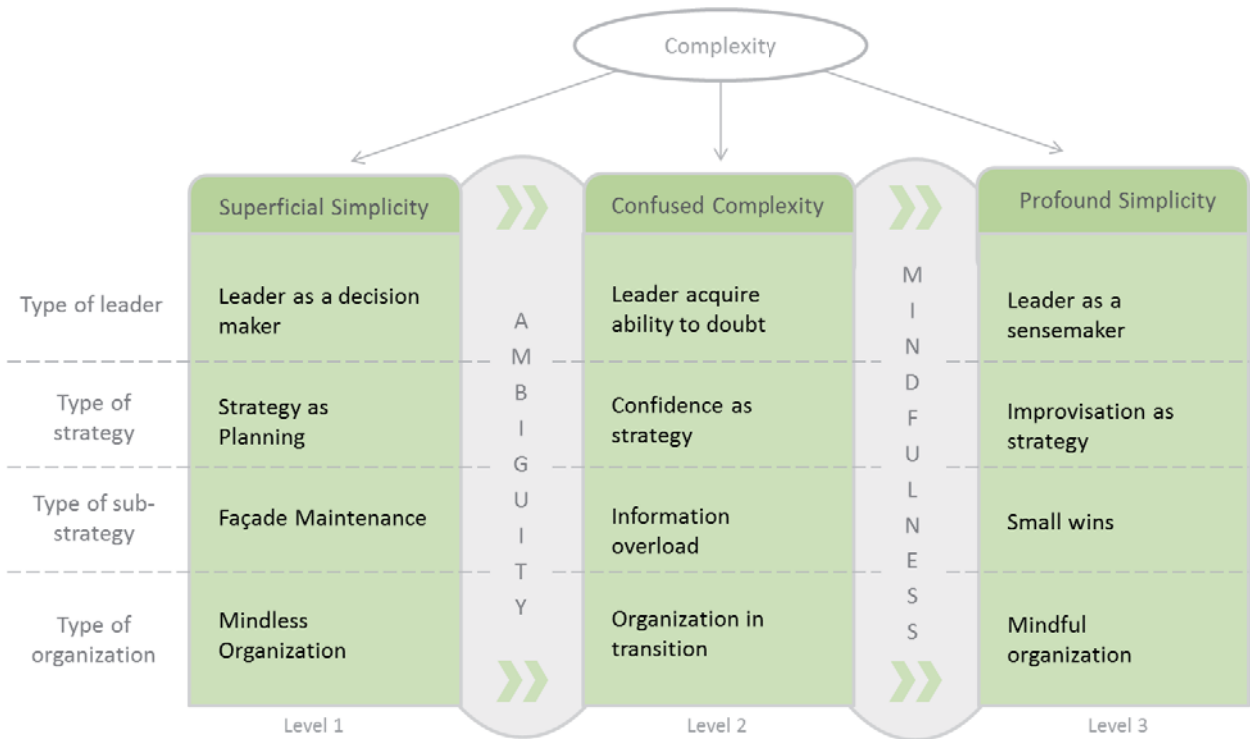 Complexity
Superficial Simplicity
Confused Complexity
Profound Simplicity
Type of leader
Leader as a decision
maker
Leader acquire
ability to doubt
Leader as a
sensemaker
Type of
strategy
Strategy as
Planning
Confidence as
strategy
Improvisation as
strategy
Type of sub-
strategy
Façade Maintenance
Information
overload
Small wins
Type of
organization
Mindless
Organization
Organization in
transition
Mindful
organization
AMBIGUITY
MINDFULNESS
Level 1
Level 2
Level 3